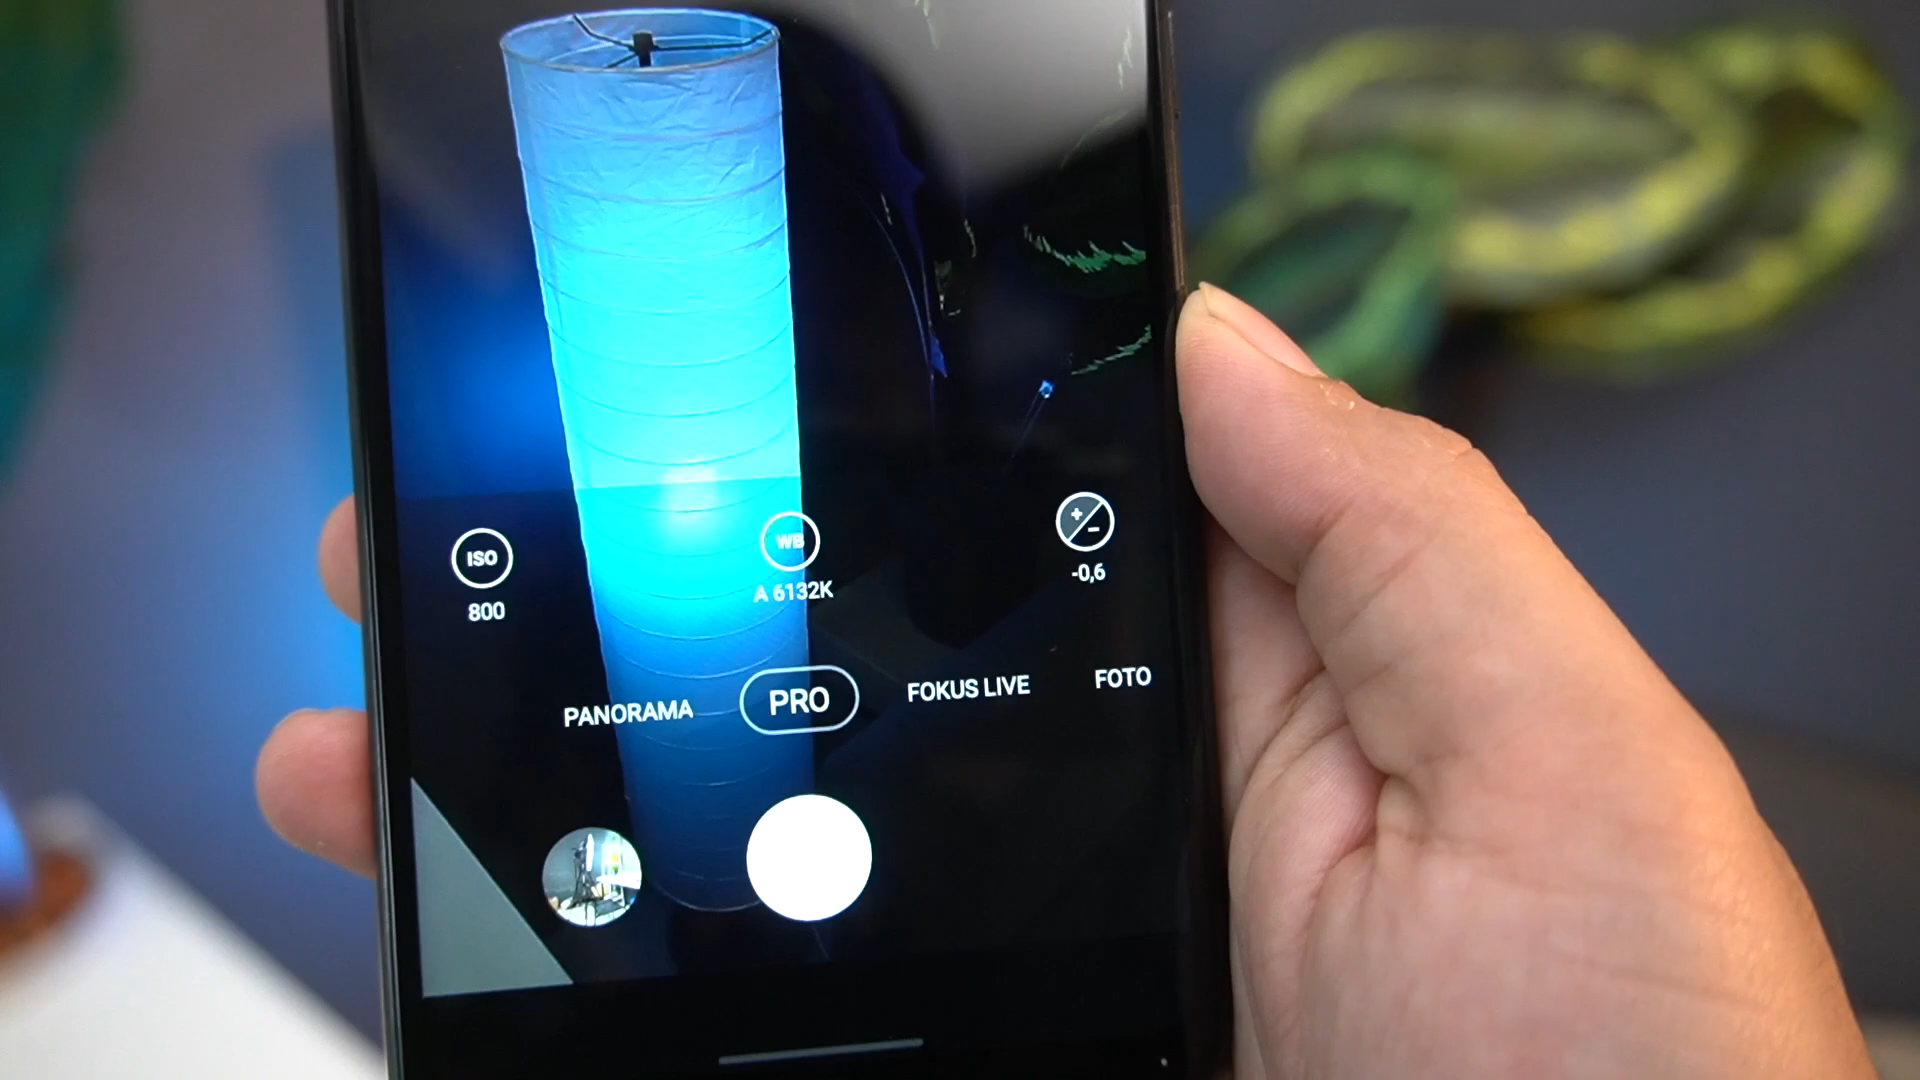 ISO
800
WB
A 6132K
-0,6
PANORAMA
PRO
FOKUS LIVE
FOTO